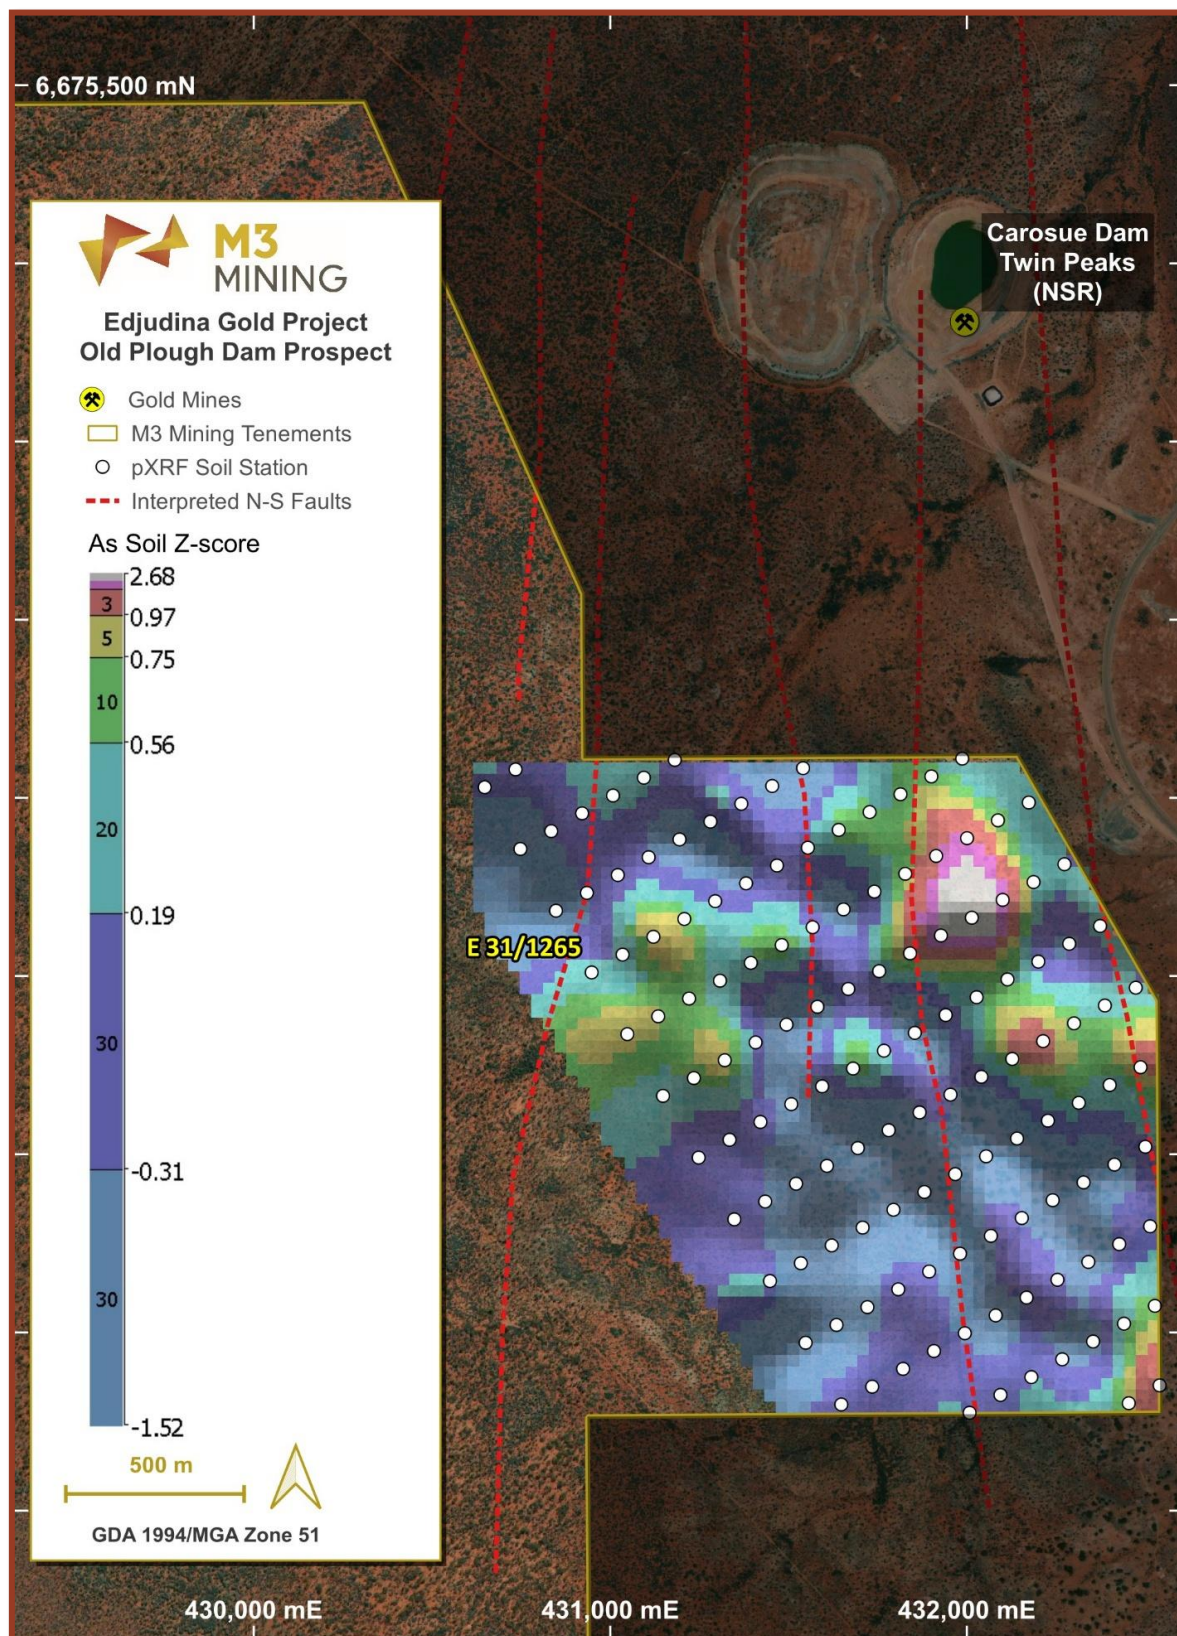 6,675,500 mN
M3
MINING
Edjudina Gold Project
Old Plough Dam Prospect
Gold Mines
M3 Mining Tenements
pXRF Soil Station
Interpreted N-S Faults
As Soil Z-score
2.68
3
0.97
5
0.75
10
0.56
20
0.19
30
-0.31
30
-1.52
500 m
GDA 1994/MGA Zone 51
Carosue Dam
Twin Peaks
(NSR)
E 31/1265
430,000 mE
431,000 mE
432,000 mE